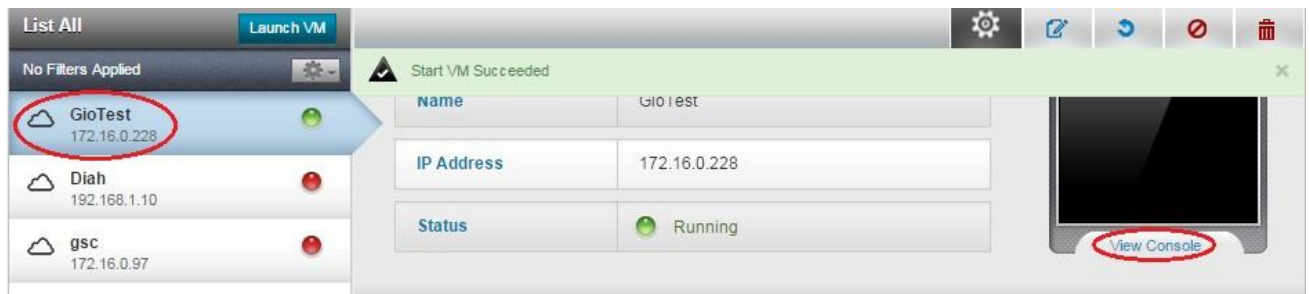 List All
Launch VM
No Filters Applied
Start VM Succeeded
GioTest
172.16.0.228
Diah
192.168.1.10
gsc
172.16.0.97
Name GioTest
IP Address 172.16.0.228
Status Running
View Console